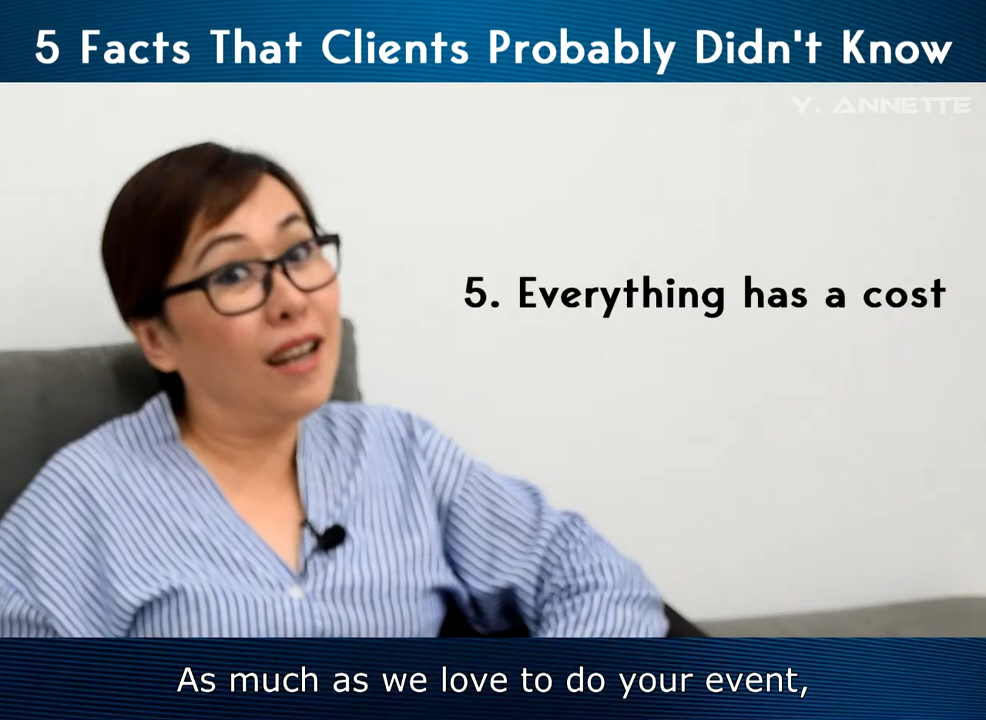 5 Facts That Clients Probably Didn't Know
Y. ANNETTE
5. Everything has a cost
As much as we love to do your event,